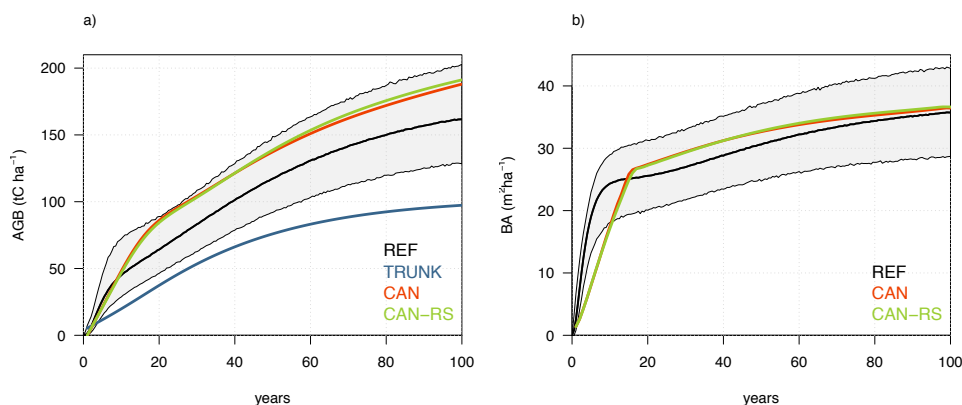 a)
AGB (tC ha⁻¹)
200
150
100
50
0
REF
TRUNK
CAN
CAN−RS
0 20 40 60 80 100
years
b)
BA (m²ha⁻¹)
40
30
20
10
0
REF
CAN
CAN−RS
0 20 40 60 80 100
years